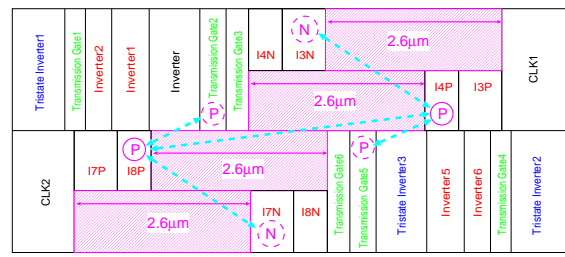 Tristate Inverter1
Transmission Gate1
Inverter2
Inverter1
Inverter
Transmission Gate2
Transmission Gate3
I4N
I3N
N
2.6μm
CLK1
P
2.6μm
I4P
I3P
P
CLK2
I7P
I8P
P
2.6μm
Transmission Gate6
Transmission Gate5
P
Tristate Inverter3
Inverter5
Inverter6
Transmission Gate4
Tristate Inverter2
2.6μm
I7N
I8N
N